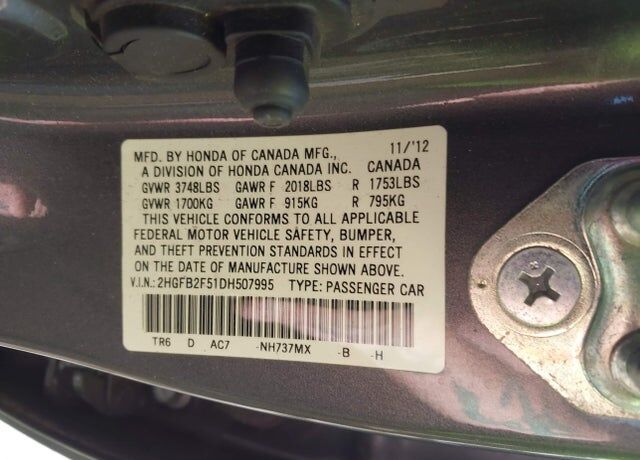 MFD. BY HONDA OF CANADA MFG., 11/'12
A DIVISION OF HONDA CANADA INC. CANADA
GVWR 3748LBS GAWR F 2018LBS R 1753LBS
GVWR 1700KG GAWR F 915KG R 795KG
THIS VEHICLE CONFORMS TO ALL APPLICABLE
FEDERAL MOTOR VEHICLE SAFETY, BUMPER,
AND THEFT PREVENTION STANDARDS IN EFFECT
ON THE DATE OF MANUFACTURE SHOWN ABOVE.
V.I.N.: 2HGFB2F51DH507995 TYPE: PASSENGER CAR
TR6 D AC7 -NH737MX -B -H